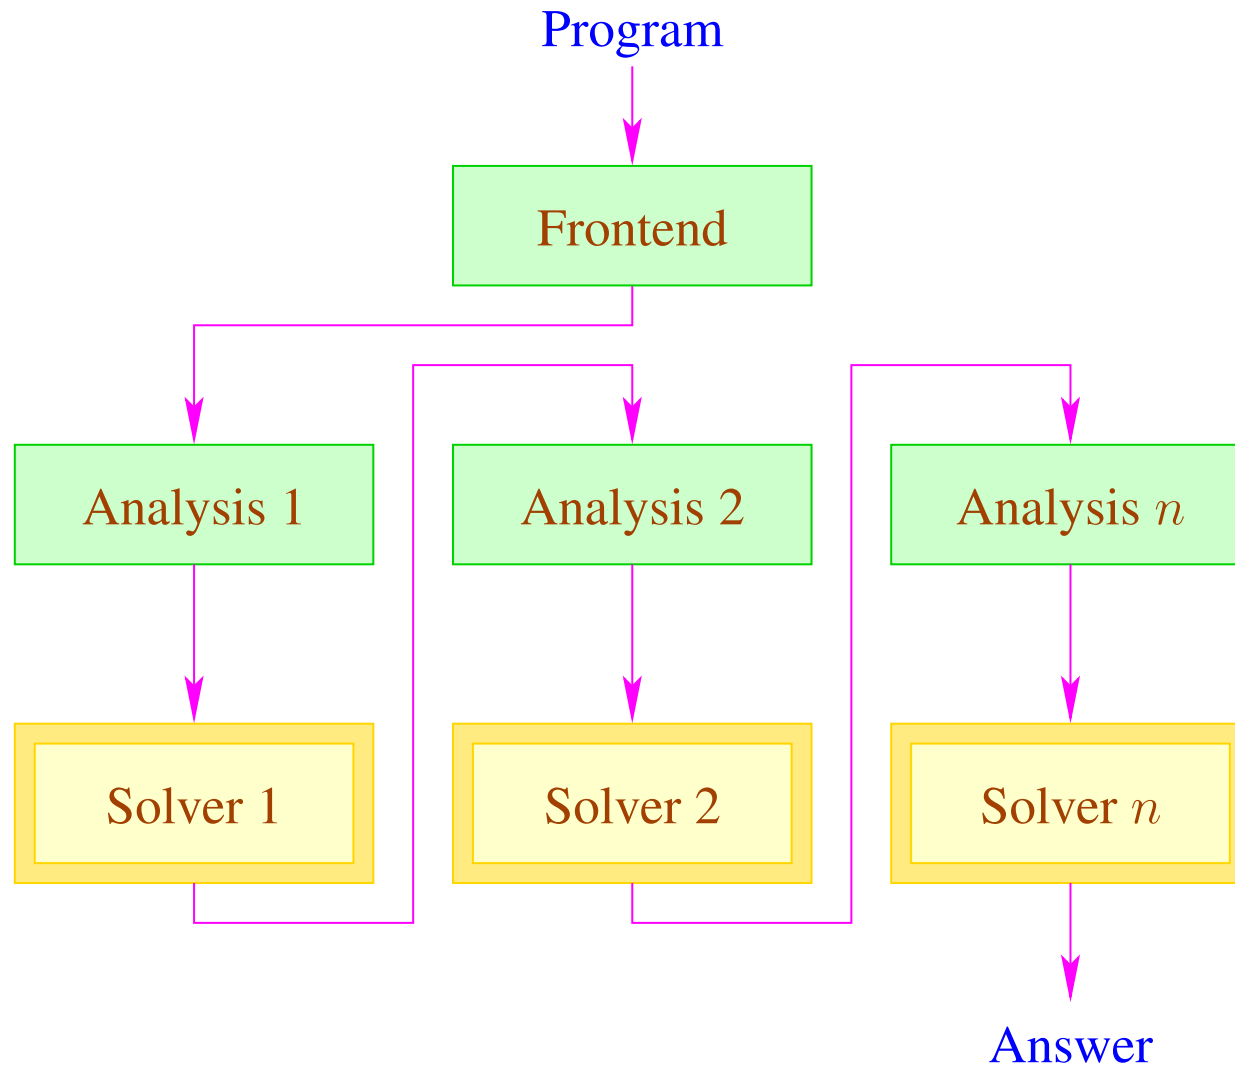 Program
Frontend
Analysis 1
Analysis 2
Analysis n
Solver 1
Solver 2
Solver n
Answer